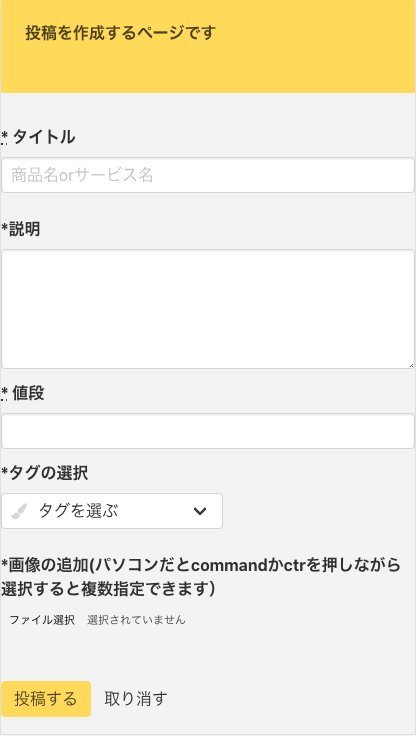 投稿を作成するページです
* タイトル
商品名orサービス名
*説明
* 値段
*タグの選択
タグを選ぶ
*画像の追加(パソコンだとcommandかctrを押しながら
選択すると複数指定できます)
ファイル選択 選択されていません
投稿する 取り消す